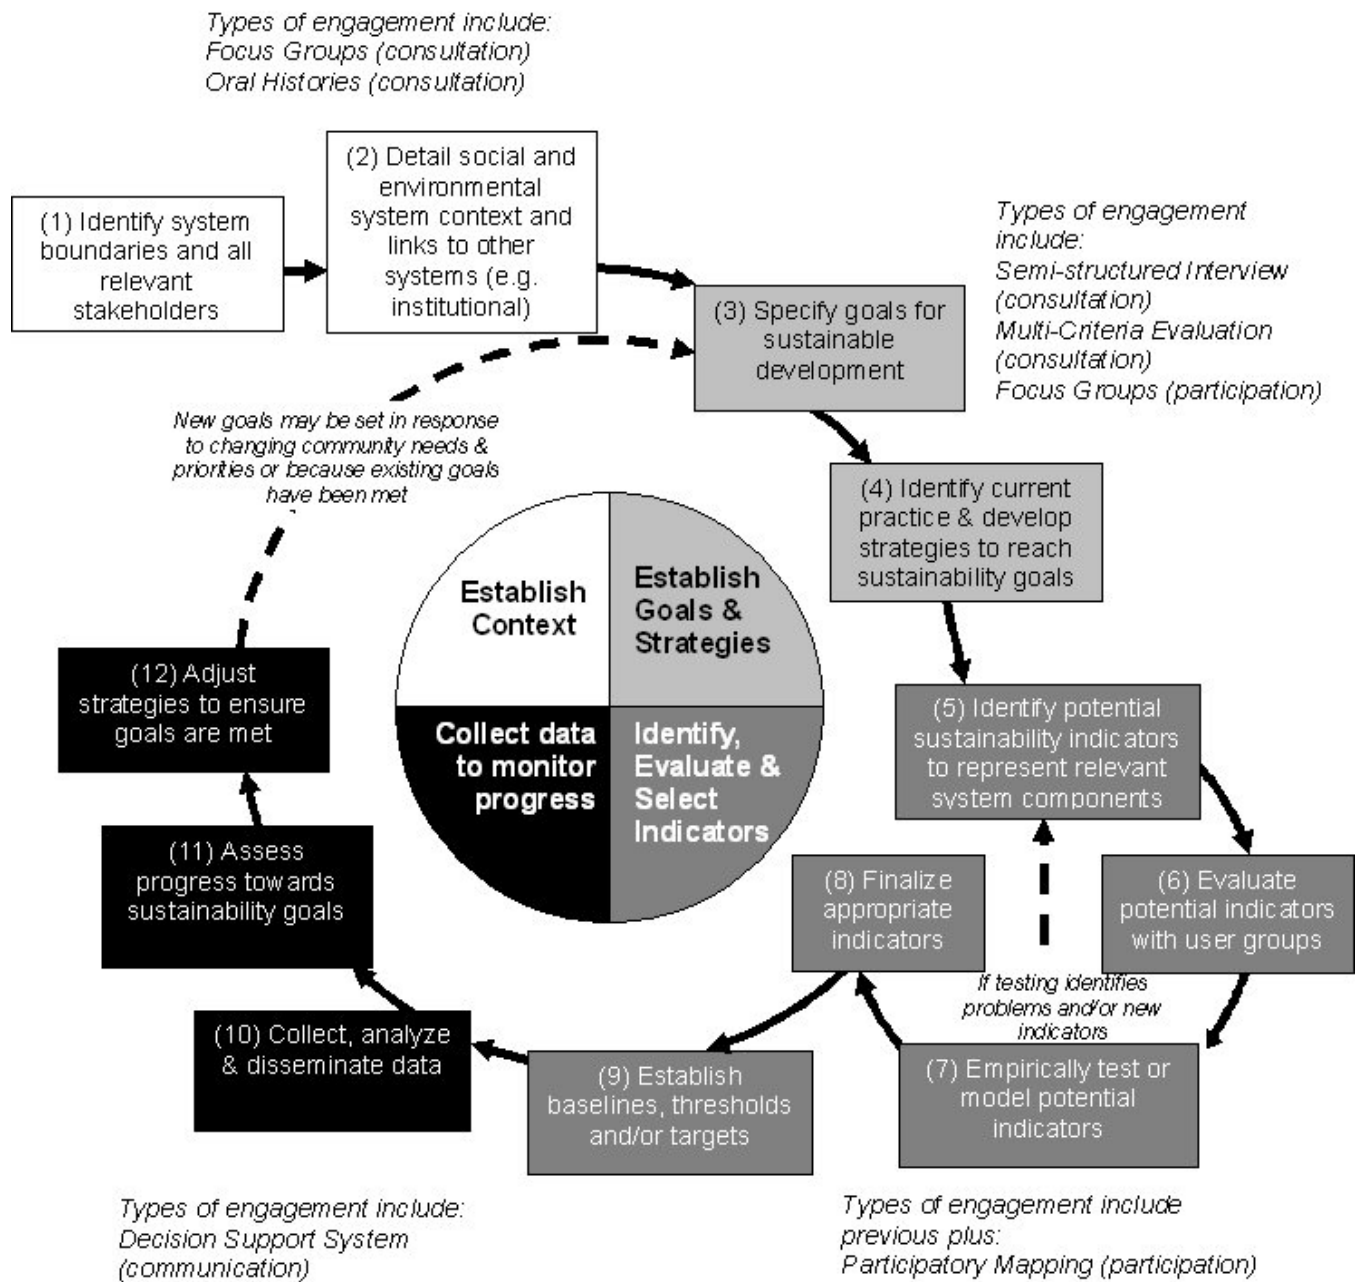 Types of engagement include:
Focus Groups (consultation)
Oral Histories (consultation)
(1) Identify system
boundaries and all
relevant
stakeholders
(2) Detail social and
environmental
system context and
links to other
systems (e.g.
institutional)
Types of engagement
include:
Semi-structured Interview
(consultation)
Multi-Criteria Evaluation
(consultation)
Focus Groups (participation)
(3) Specify goals for
sustainable
development
New goals may be set in response
to changing community needs &
priorities or because existing goals
have been met
(4) Identify current
practice & develop
strategies to reach
sustainability goals
Establish
Context
Establish
Goals &
Strategies
Collect data
to monitor
progress
Identify,
Evaluate &
Select
Indicators
(5) Identify potential
sustainability indicators
to represent relevant
system components
(6) Evaluate
potential indicators
with user groups
If testing identifies
problems and/or new
indicators
(7) Empirically test or
model potential
indicators
(8) Finalize
appropriate
indicators
(9) Establish
baselines, thresholds
and/or targets
(10) Collect, analyze
& disseminate data
(11) Assess
progress towards
sustainability goals
(12) Adjust
strategies to ensure
goals are met
Types of engagement include:
Decision Support System
(communication)
Types of engagement include
previous plus:
Participatory Mapping (participation)